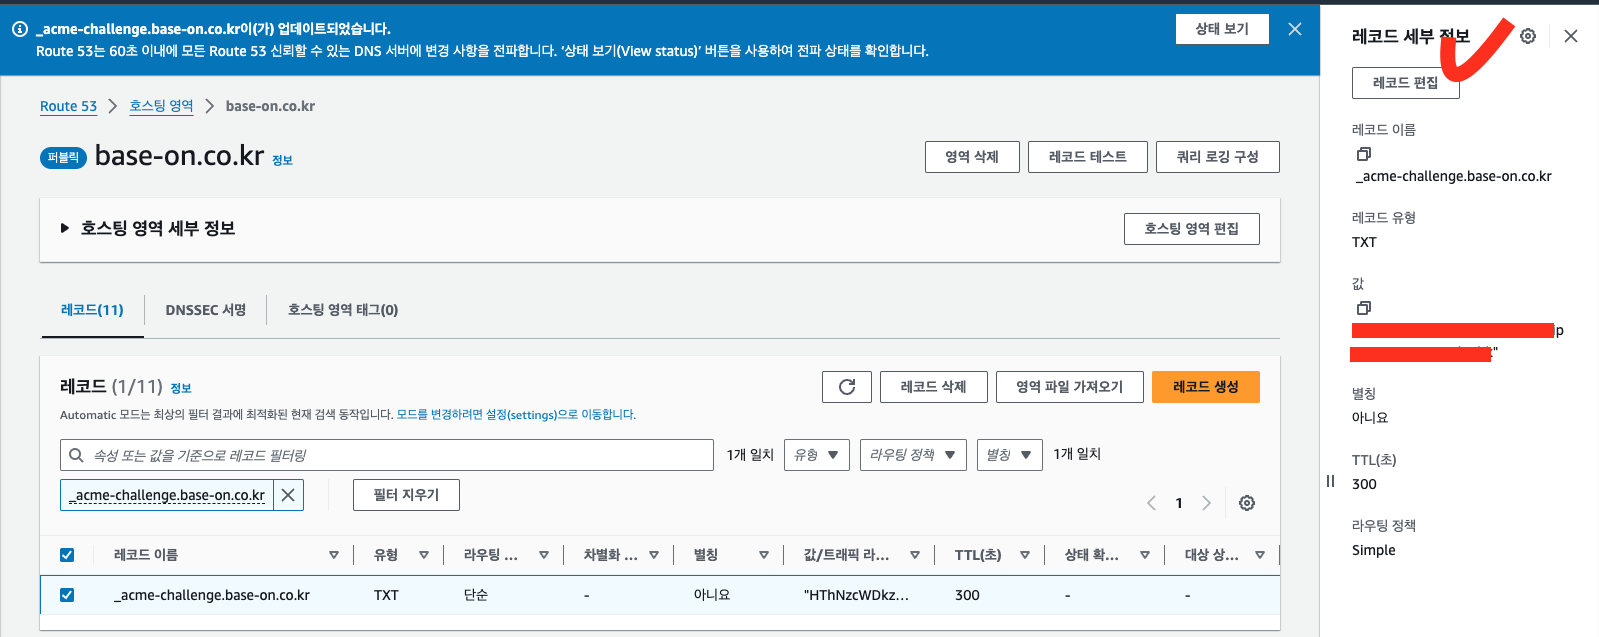 _acme-challenge.base-on.co.kr이(가) 업데이트되었습니다.
Route 53는 60초 이내에 모든 Route 53 신뢰할 수 있는 DNS 서버에 변경 사항을 전파합니다. ‘상태 보기(View status)’ 버튼을 사용하여 전파 상태를 확인합니다.
상태 보기
Route 53 > 호스팅 영역 > base-on.co.kr
퍼블릭 base-on.co.kr 정보
영역 삭제 레코드 테스트 쿼리 로깅 구성
호스팅 영역 세부 정보
호스팅 영역 편집
레코드(11) DNSSEC 서명 호스팅 영역 태그(0)
레코드 (1/11) 정보
레코드 삭제 영역 파일 가져오기 레코드 생성
Automatic 모드는 최상의 필터 결과에 최적화된 현재 검색 동작입니다. 모드를 변경하려면 설정(settings)으로 이동합니다.
속성 또는 값을 기준으로 레코드 필터링 1개 일치 유형 라우팅 정책 별칭 1개 일치
_acme-challenge.base-on.co.kr 필터 지우기
1
레코드 이름 유형 라우팅 ... 차별화 ... 별칭 값/트래픽 라... TTL(초) 상태 확... 대상 상...
_acme-challenge.base-on.co.kr TXT 단순 - 아니요 "HThNzcWDkz... 300 - -
레코드 세부 정보
레코드 편집
레코드 이름
_acme-challenge.base-on.co.kr
레코드 유형
TXT
값
jp
"
별칭
아니요
TTL(초)
300
라우팅 정책
Simple